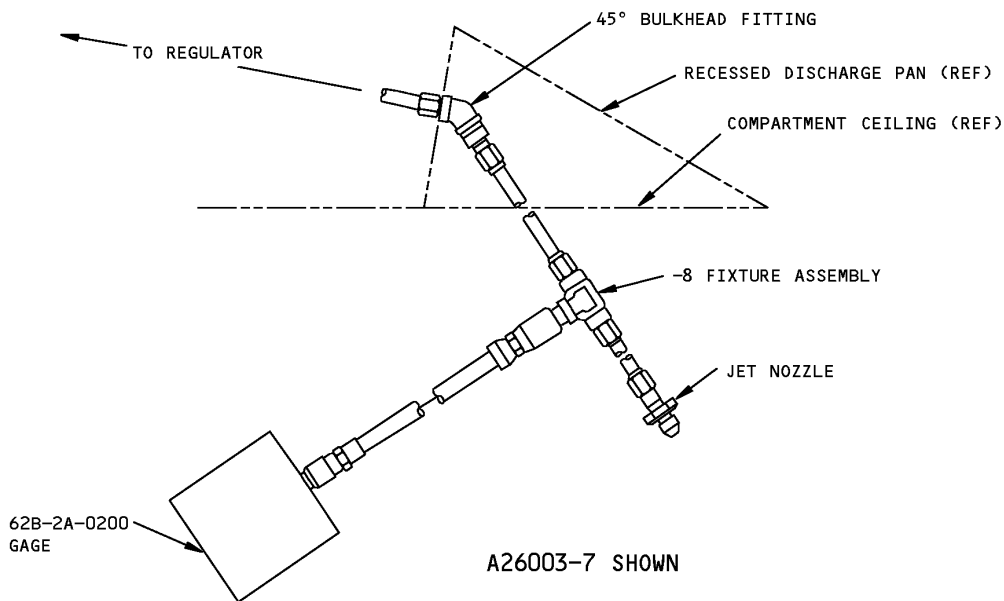 45° BULKHEAD FITTING
TO REGULATOR
RECESSED DISCHARGE PAN (REF)
COMPARTMENT CEILING (REF)
-8 FIXTURE ASSEMBLY
JET NOZZLE
62B-2A-0200
GAGE
A26003-7 SHOWN